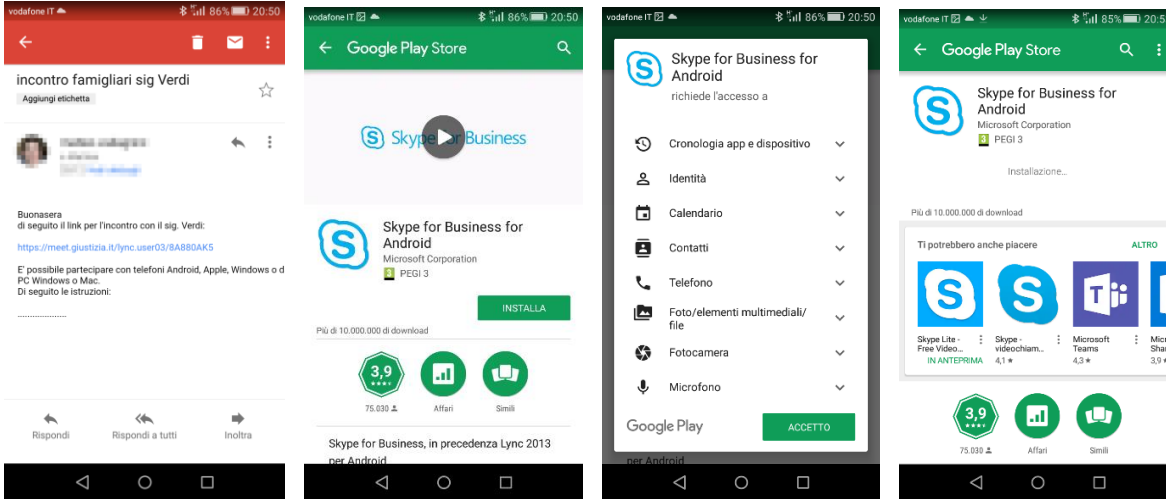 vodafone IT 86% 20:50
incontro famigliari sig Verdi
Aggiungi etichetta
Buonasera
di seguito il link per l'incontro con il sig. Verdi:
https://meet.giustizia.it/lync.user03/8A880AK5
E' possibile partecipare con telefoni Android, Apple, Windows o d
PC Windows o Mac.
Di seguito le istruzioni:
.....................
Rispondi Rispondi a tutti Inoltra
vodafone IT 86% 20:50
Google Play Store
Skype for Business
Skype for Business for
Android
Microsoft Corporation
3 PEGI 3
INSTALLA
Più di 10.000.000 di download
3,9
75.030 Affari Simili
Skype for Business, in precedenza Lync 2013
per Android
vodafone IT 86% 20:50
Skype for Business for
Android
richiede l'accesso a
Cronologia app e dispositivo
Identità
Calendario
Contatti
Telefono
Foto/elementi multimediali/
file
Fotocamera
Microfono
Google Play ACCETTO
per Android
vodafone IT 85% 20:5
Google Play Store
Skype for Business for
Android
Microsoft Corporation
3 PEGI 3
Installazione...
Più di 10.000.000 di download
Ti potrebbero anche piacere ALTRO
Skype Lite -
Free Video...
IN ANTEPRIMA
Skype -
videochiam...
4,1
Microsoft
Teams
4,3
Micr
Shar
3,9
3,9
75.030 Affari Simili